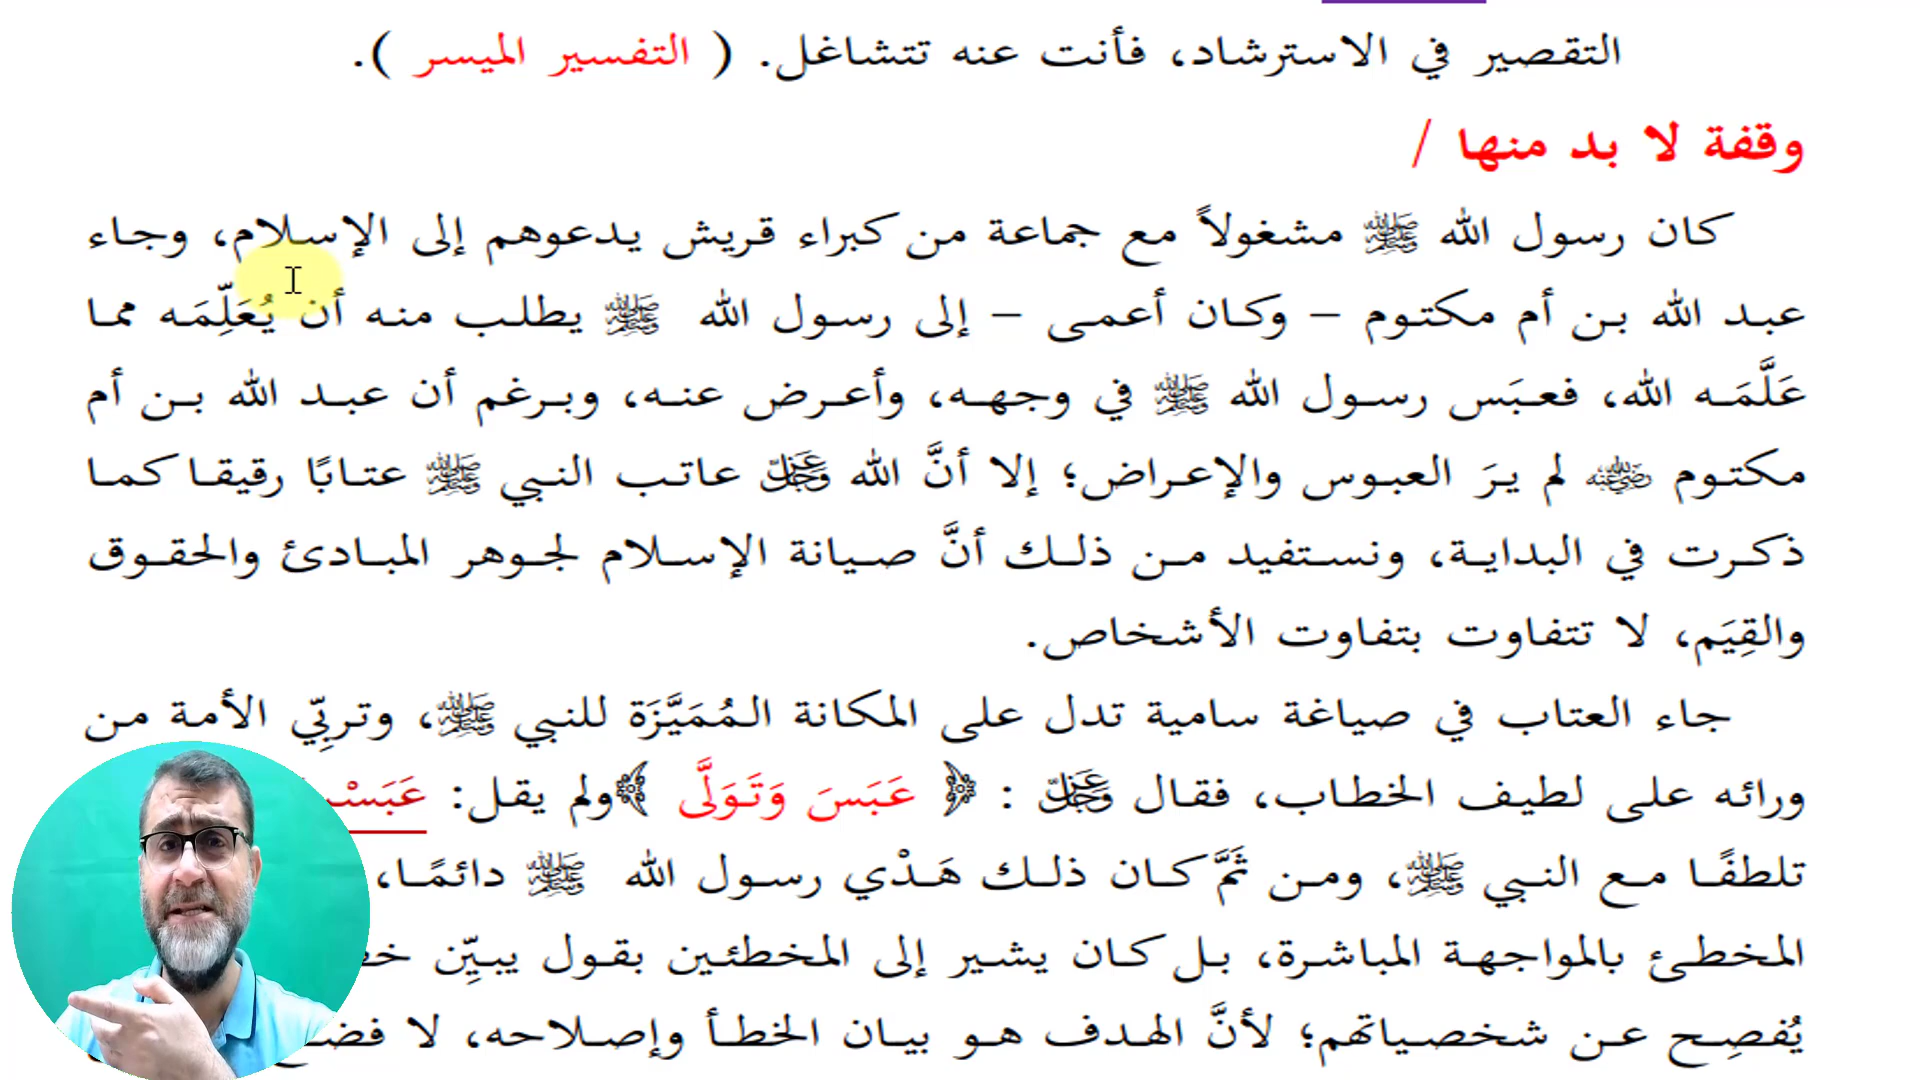 التقصير في الاسترشاد، فأنت عنه تتشاغل. ( التفسير الميسر ).
وقفة لا بد منها /
كان رسول الله ﷺ مشغولاً مع جماعة من كبراء قريش يدعوهم إلى الإسلام، وجاء
عبد الله بن أم مكتوم – وكان أعمى – إلى رسول الله ﷺ يطلب منه أن يُعَلِّمَه مما
عَلَّمَه الله، فعبَس رسول الله ﷺ في وجهه، وأعرض عنه، وبرغم أن عبد الله بن أم
مكتوم رضي الله عنه لم يرَ العبوس والإعراض؛ إلا أنَّ الله عَزَّ وَجَلَّ عاتب النبي ﷺ عتابًا رقيقا كما
ذكرت في البداية، ونستفيد من ذلك أنَّ صيانة الإسلام لجوهر المبادئ والحقوق
والقِيَم، لا تتفاوت بتفاوت الأشخاص.
جاء العتاب في صياغة سامية تدل على المكانة المُمَيَّزَة للنبي ﷺ، وتربِّي الأمة من
ورائه على لطيف الخطاب، فقال عَزَّ وَجَلَّ : ﴿ عَبَسَ وَتَوَلَّى ﴾ ولم يقل:
تلطفًا مع النبي ﷺ، ومن ثَمَّ كان ذلك هَدْي رسول الله ﷺ دائمًا،
المخطئ بالمواجهة المباشرة، بل كان يشير إلى المخطئين بقول يبيِّن
يُفصِح عن شخصياتهم؛ لأنَّ الهدف هو بيان الخطأ وإصلاحه، لا